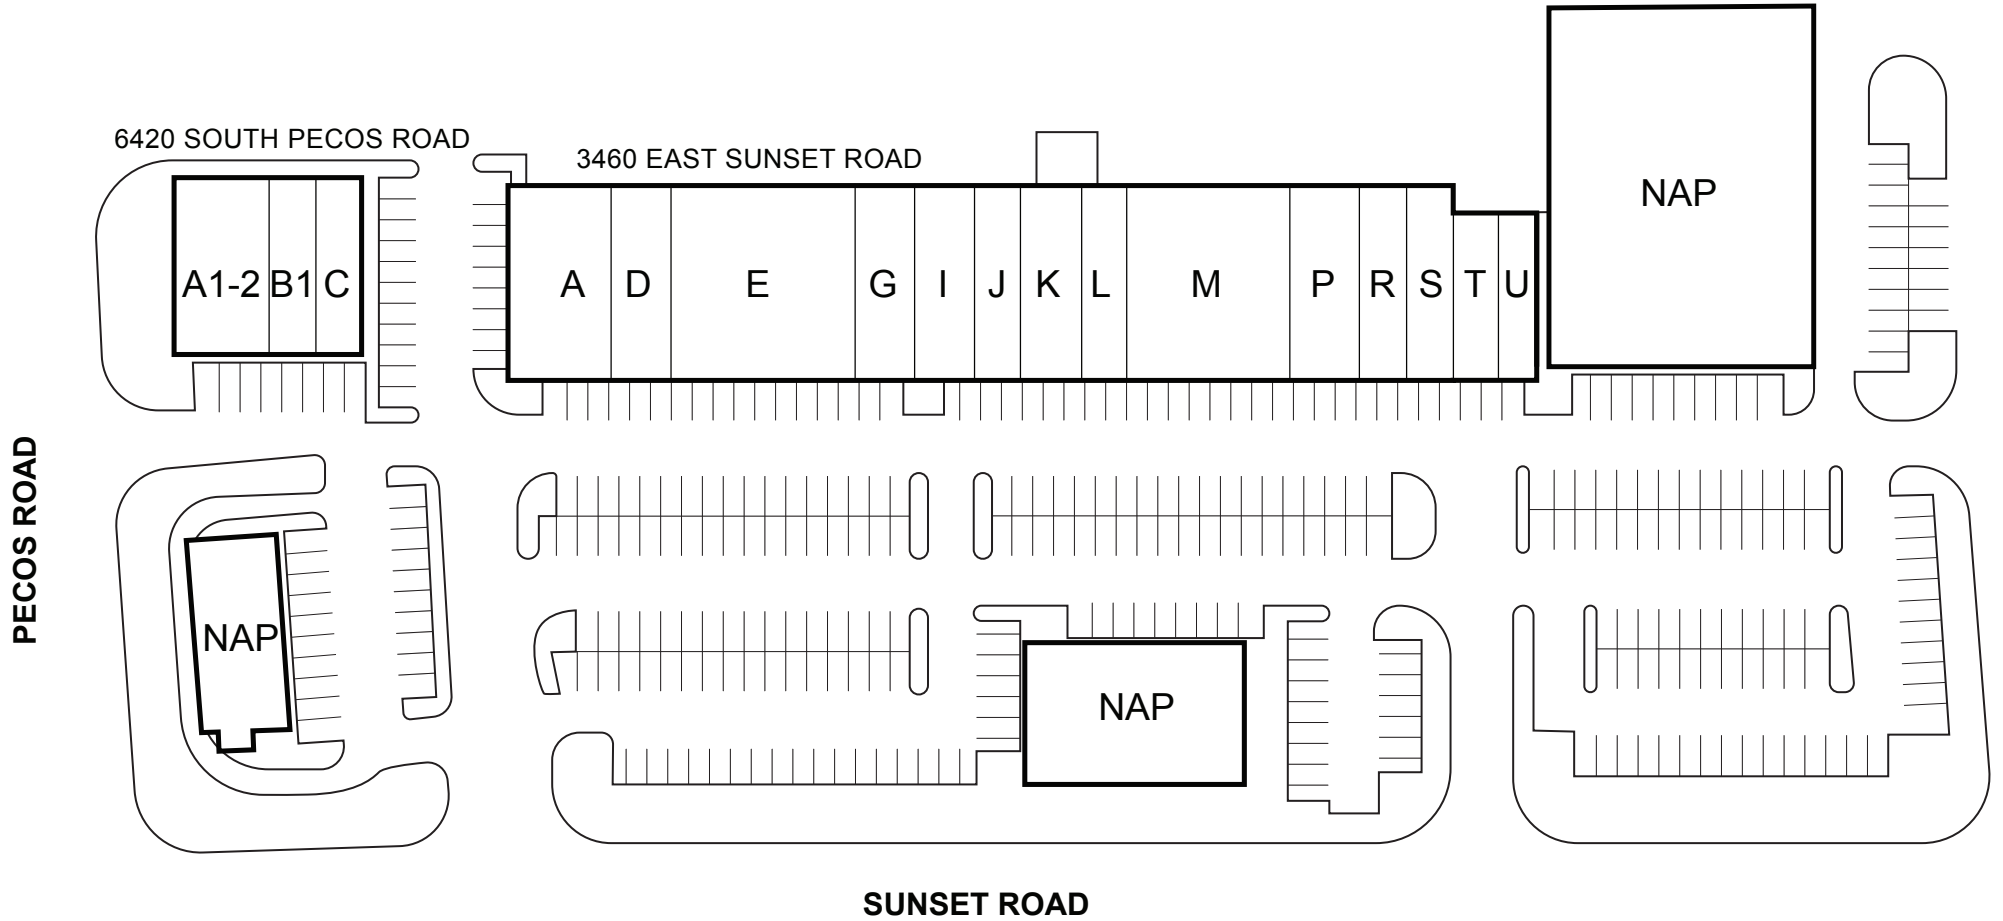 6420 SOUTH PECOS ROAD
3460 EAST SUNSET ROAD
NAP
A1-2 B1 C
A D E G I J K L M P R S T U
PECOS ROAD
NAP
NAP
SUNSET ROAD